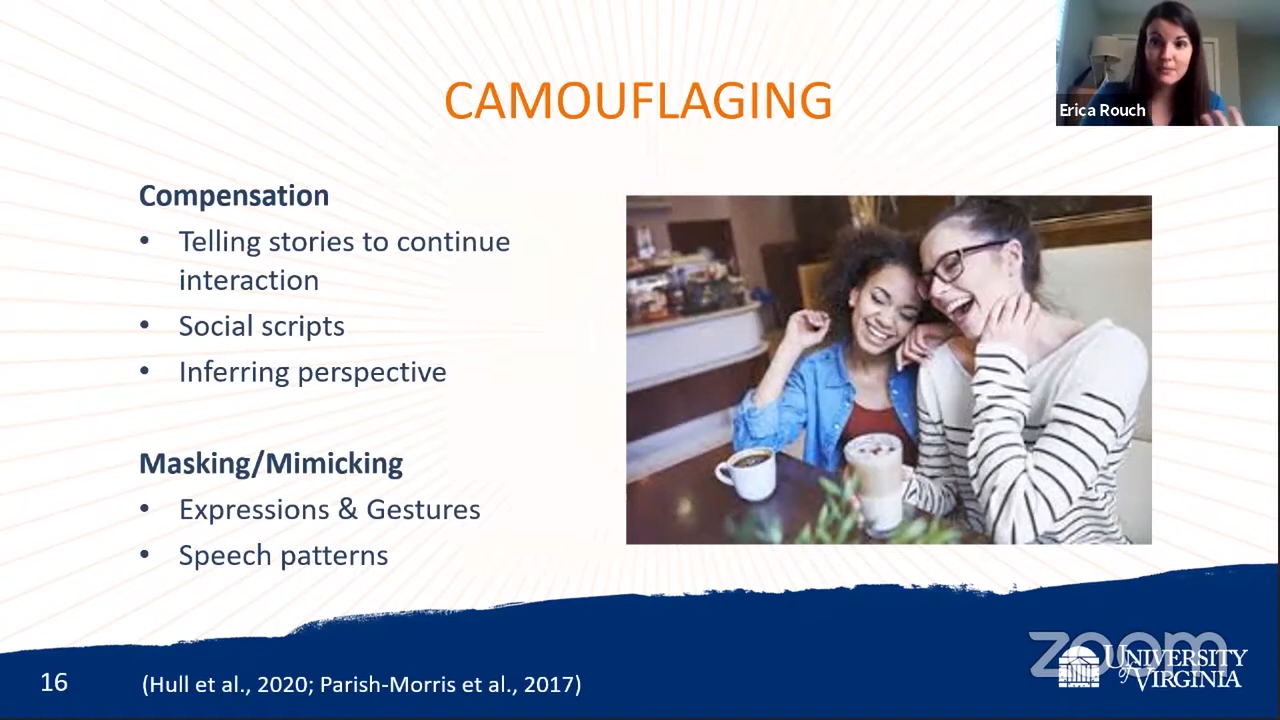 CAMOUFLAGING
Erica Rouch
Compensation
• Telling stories to continue
interaction
• Social scripts
• Inferring perspective
Masking/Mimicking
• Expressions & Gestures
• Speech patterns
16
(Hull et al., 2020; Parish-Morris et al., 2017)
zoom
UNIVERSITY
of VIRGINIA